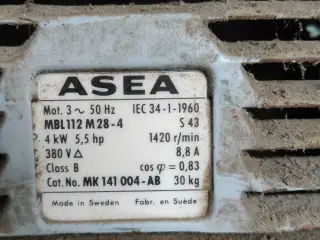 ASEA
Mot. 3 ~ 50 Hz IEC 34-1-1960
MBL112 M 28-4 S 43
4 kW 5,5 hp 1420 r/min
380 V Δ 8,8 A
Class B cos φ = 0,83
Cat. No. MK 141 004-AB 30 kg
Made in Sweden Fabr. en Suède